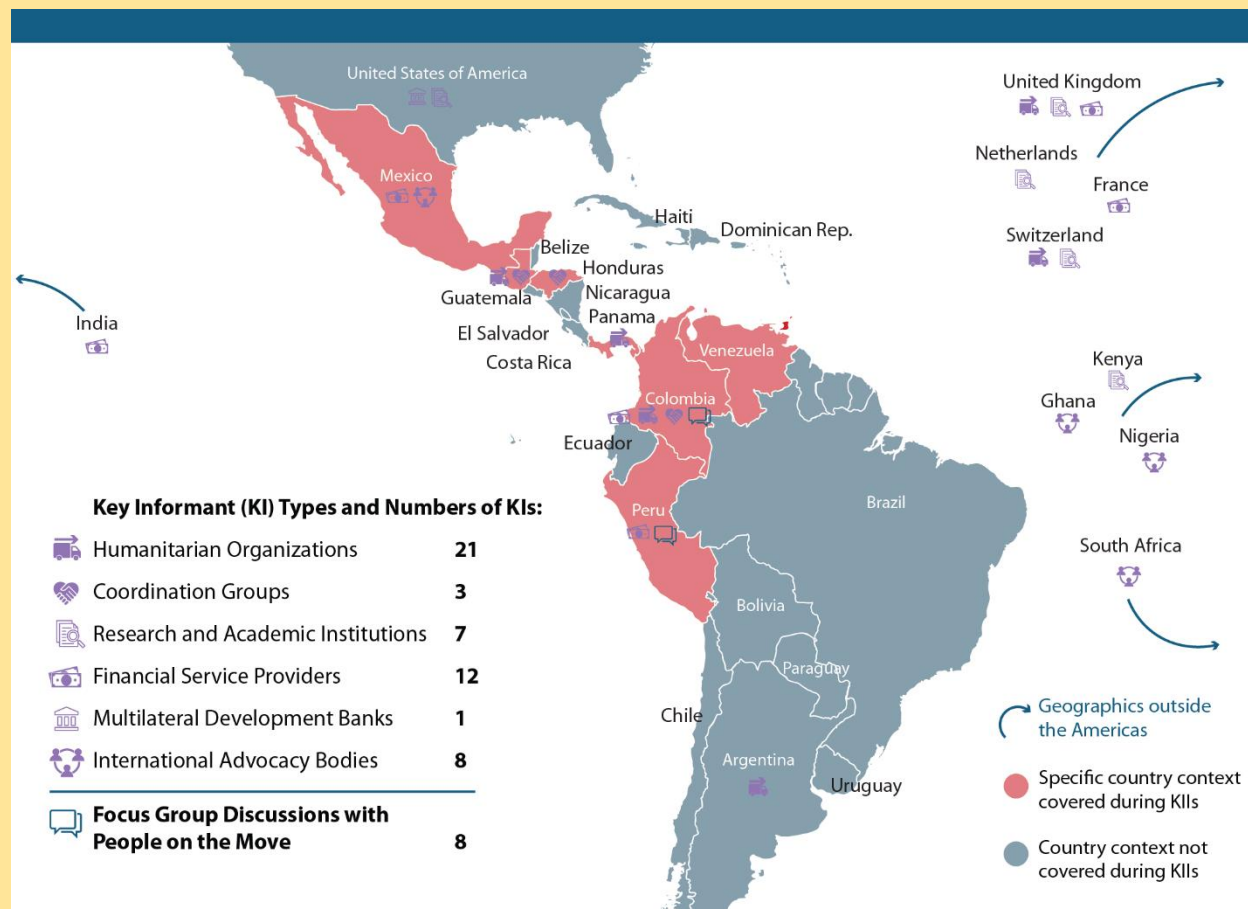 United States of America
Mexico
Belize
Haiti
Dominican Rep.
Honduras
Guatemala
Nicaragua
Panama
El Salvador
Costa Rica
Venezuela
Colombia
Ecuador
Peru
Brazil
Bolivia
Paraguay
Chile
Argentina
Uruguay
India
United Kingdom
Netherlands
France
Switzerland
Kenya
Ghana
Nigeria
South Africa
Key Informant (KI) Types and Numbers of KIs:
Humanitarian Organizations 21
Coordination Groups 3
Research and Academic Institutions 7
Financial Service Providers 12
Multilateral Development Banks 1
International Advocacy Bodies 8
Focus Group Discussions with
People on the Move 8
Geographics outside
the Americas
Specific country context
covered during KIIs
Country context not
covered during KIIs